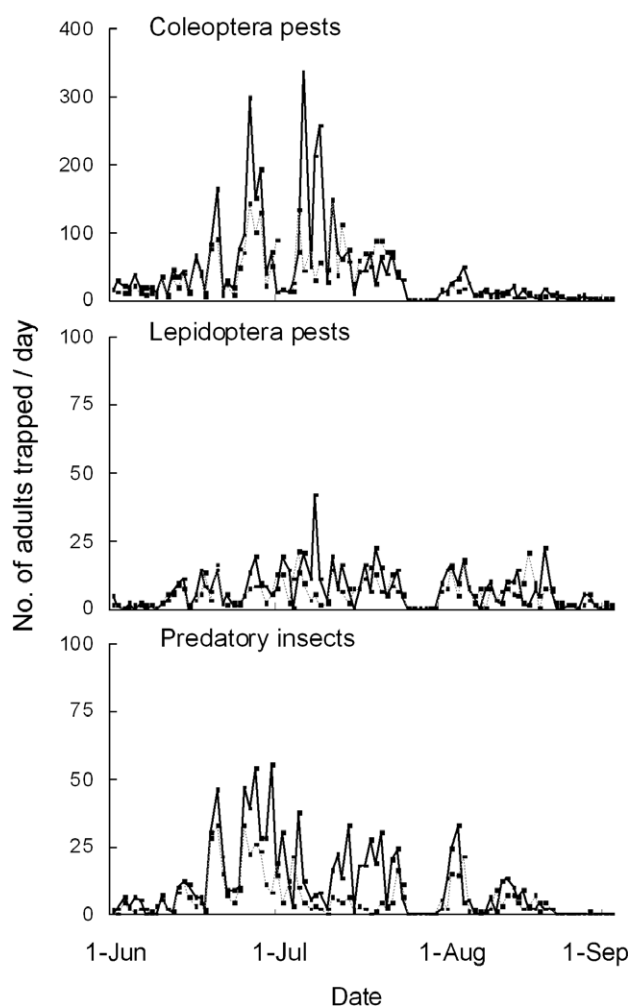 Coleoptera pests
400
300
200
100
0
Lepidoptera pests
100
75
50
25
0
Predatory insects
100
75
50
25
0
No. of adults trapped / day
1-Jun 1-Jul 1-Aug 1-Sep
Date